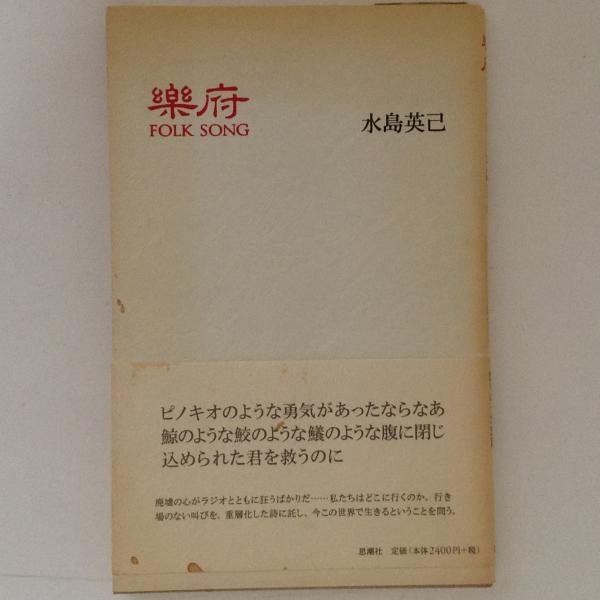 樂府
FOLK SONG
水島英己
ピノキオのような勇気があったならなあ
鯨のような鮫のような鱶のような腹に閉じ
込められた君を救うのに
廃墟の心がラジオとともに狂うばかりだ……私たちはどこに行くのか。行き
場のない叫びを、重層化した詩に託し、今この世界で生きるということを問う。
思潮社 定価(本体2400円+税)